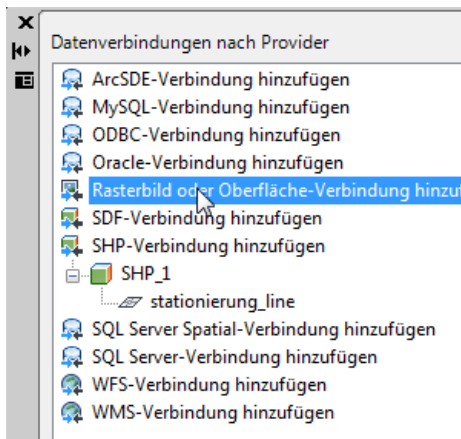 Datenverbindungen nach Provider
ArcSDE-Verbindung hinzufügen
MySQL-Verbindung hinzufügen
ODBC-Verbindung hinzufügen
Oracle-Verbindung hinzufügen
Rasterbild oder Oberfläche-Verbindung hinzu
SDF-Verbindung hinzufügen
SHP-Verbindung hinzufügen
SHP_1
stationierung_line
SQL Server Spatial-Verbindung hinzufügen
SQL Server-Verbindung hinzufügen
WFS-Verbindung hinzufügen
WMS-Verbindung hinzufügen